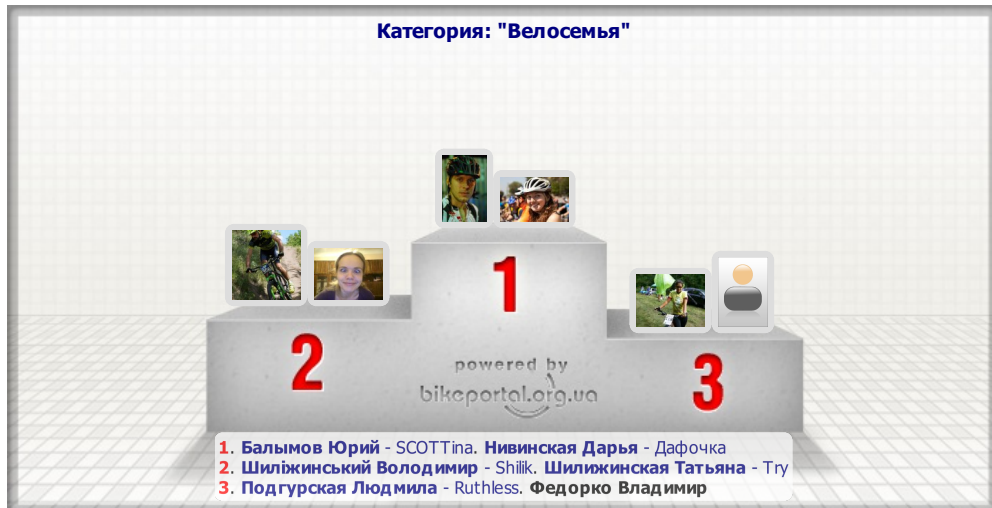 Категория: "Велосемья"
1
2
3
powered by
bikeportal.org.ua
1. Балымов Юрий - SCOTTina. Нивинская Дарья - Дафочка
2. Шиліжинський Володимир - Shilik. Шилижинская Татьяна - Try
3. Подгурская Людмила - Ruthless. Федорко Владимир